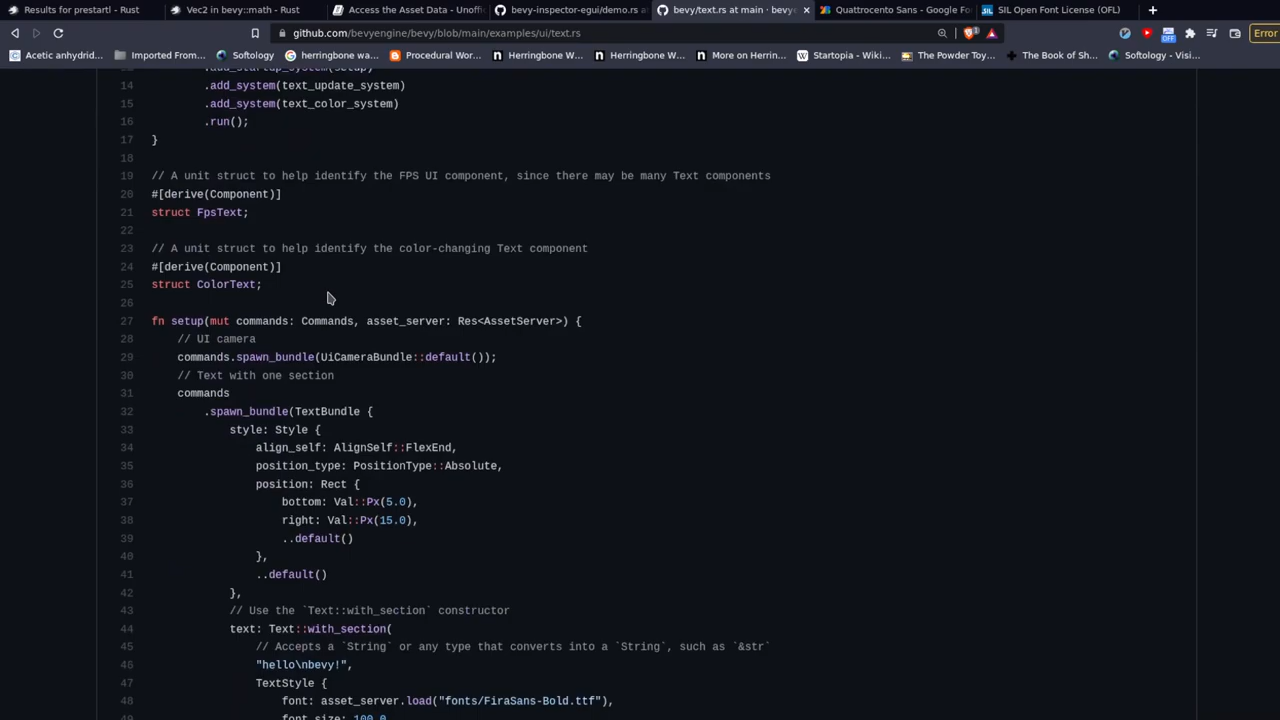 Results for prestartl - Rust
Vec2 in bevy::math - Rust
Access the Asset Data - Unoffi
bevy-inspector-egui/demo.rs a
bevy/text.rs at main · bevye
Quattrocento Sans - Google Fo
SIL Open Font License (OFL)
github.com/bevyengine/bevy/blob/main/examples/ui/text.rs
Error
Acetic anhydrid...
Imported From...
Softology
herringbone wa...
Procedural Wor...
Herringbone W...
Herringbone W...
More on Herrin...
Startopia - Wiki...
The Powder Toy...
The Book of Sh...
Softology - Visi...
13 .add_startup_system(setup)
14 .add_system(text_update_system)
15 .add_system(text_color_system)
16 .run();
17 }
18
19 // A unit struct to help identify the FPS UI component, since there may be many Text components
20 #[derive(Component)]
21 struct FpsText;
22
23 // A unit struct to help identify the color-changing Text component
24 #[derive(Component)]
25 struct ColorText;
26
27 fn setup(mut commands: Commands, asset_server: Res<AssetServer>) {
28 // UI camera
29 commands.spawn_bundle(UiCameraBundle::default());
30 // Text with one section
31 commands
32 .spawn_bundle(TextBundle {
33 style: Style {
34 align_self: AlignSelf::FlexEnd,
35 position_type: PositionType::Absolute,
36 position: Rect {
37 bottom: Val::Px(5.0),
38 right: Val::Px(15.0),
39 ..default()
40 },
41 ..default()
42 },
43 // Use the `Text::with_section` constructor
44 text: Text::with_section(
45 // Accepts a `String` or any type that converts into a `String`, such as `&str`
46 "hello\nbevy!",
47 TextStyle {
48 font: asset_server.load("fonts/FiraSans-Bold.ttf"),
49 font_size: 100.0,